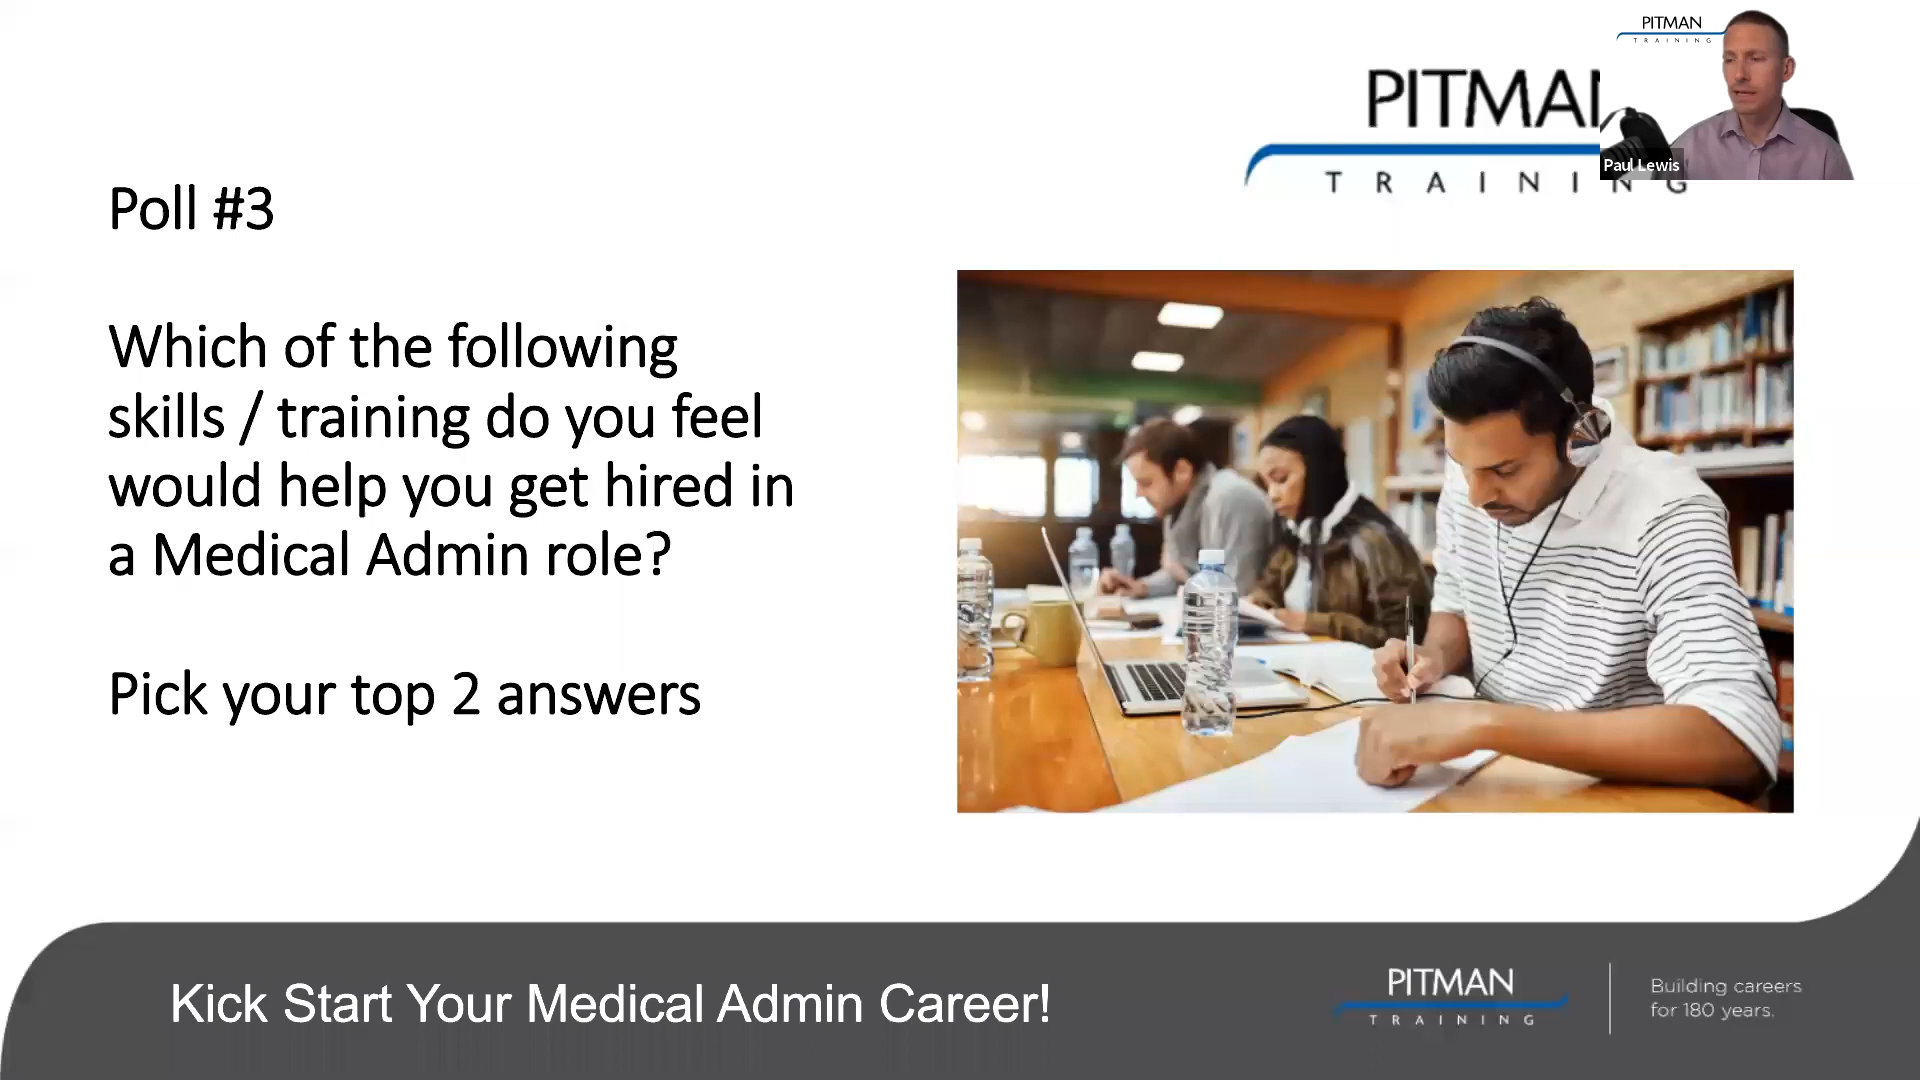 PITMAN
TRAINING
PITMAN
TRAINING
Paul Lewis
Poll #3
Which of the following
skills / training do you feel
would help you get hired in
a Medical Admin role?
Pick your top 2 answers
Kick Start Your Medical Admin Career!
PITMAN
TRAINING
Building careers
for 180 years.